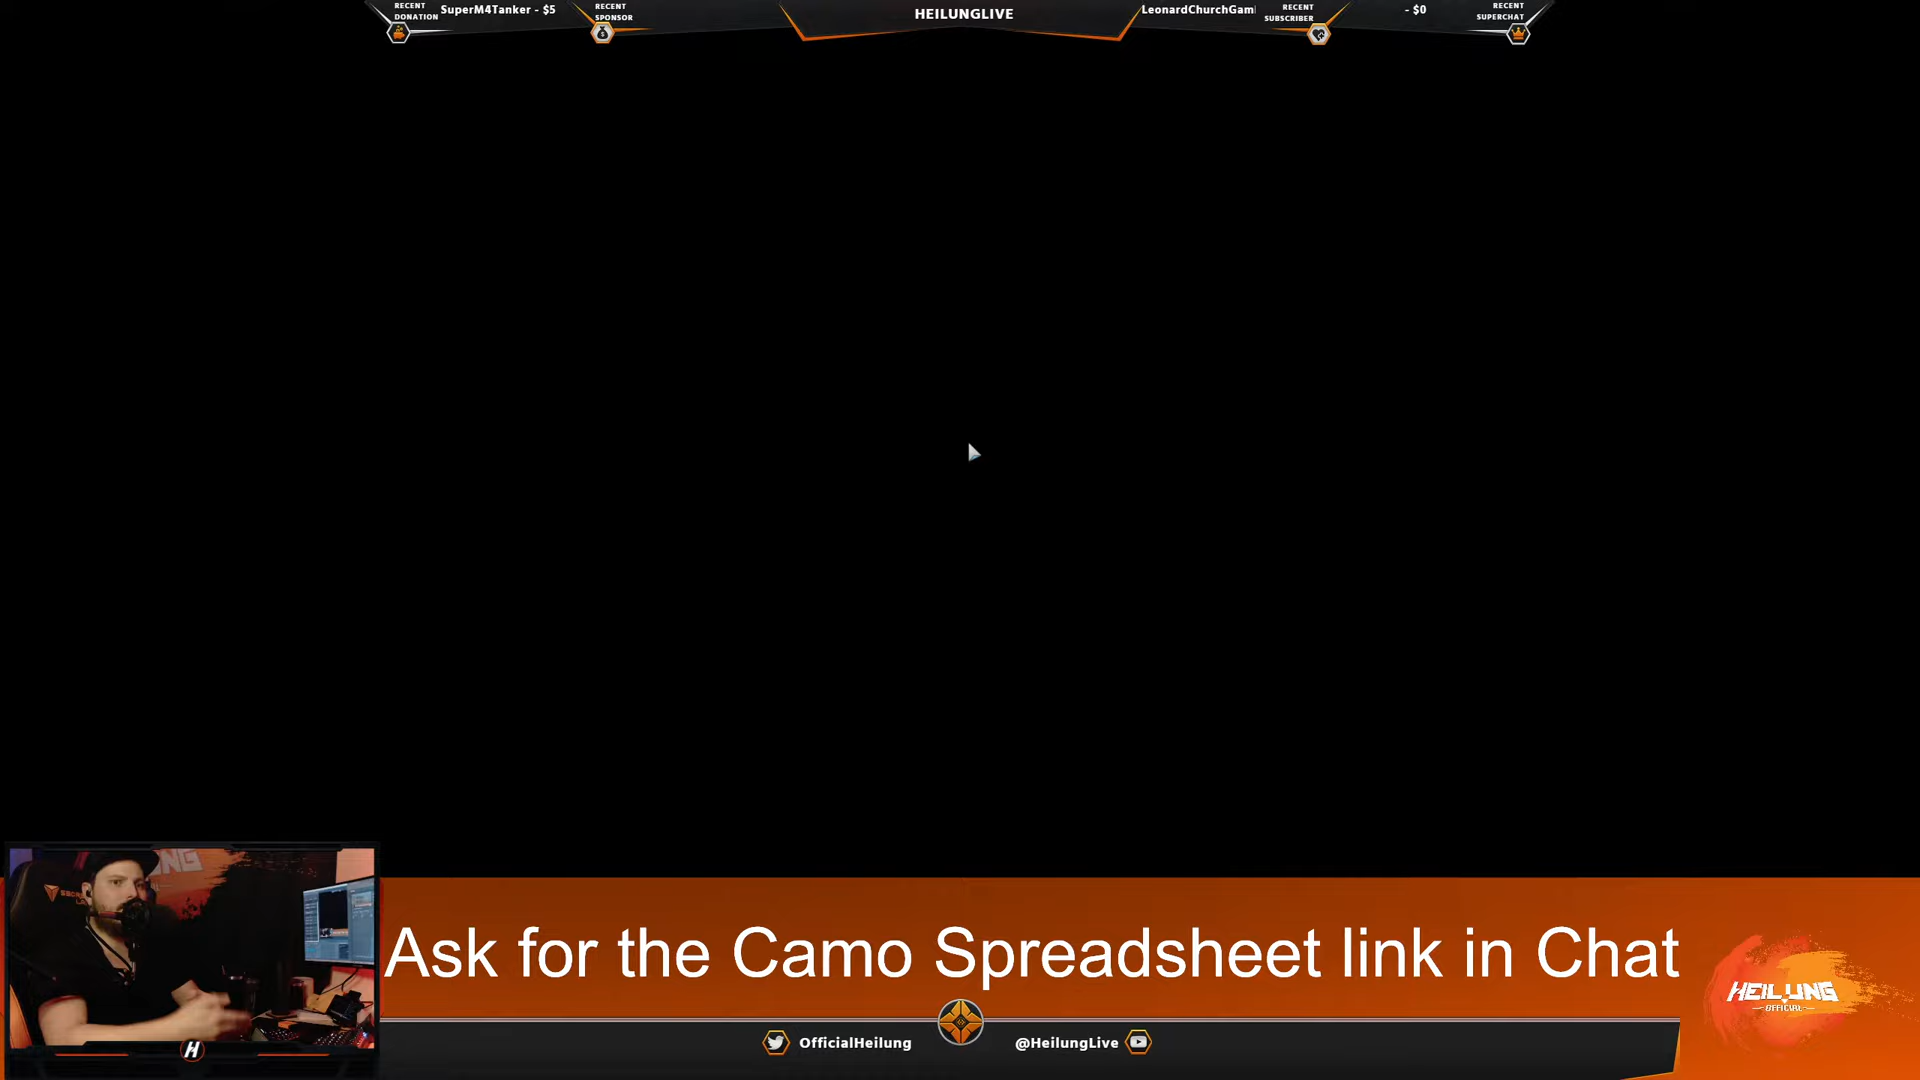 RECENT
DONATION
SuperM4Tanker - $5
RECENT
SPONSOR
HEILUNGLIVE
LeonardChurchGam
RECENT
SUBSCRIBER
- $0
RECENT
SUPERCHAT
Ask for the Camo Spreadsheet link in Chat
HEILUNG
OFFICIAL
H
OfficialHeilung
@HeilungLive